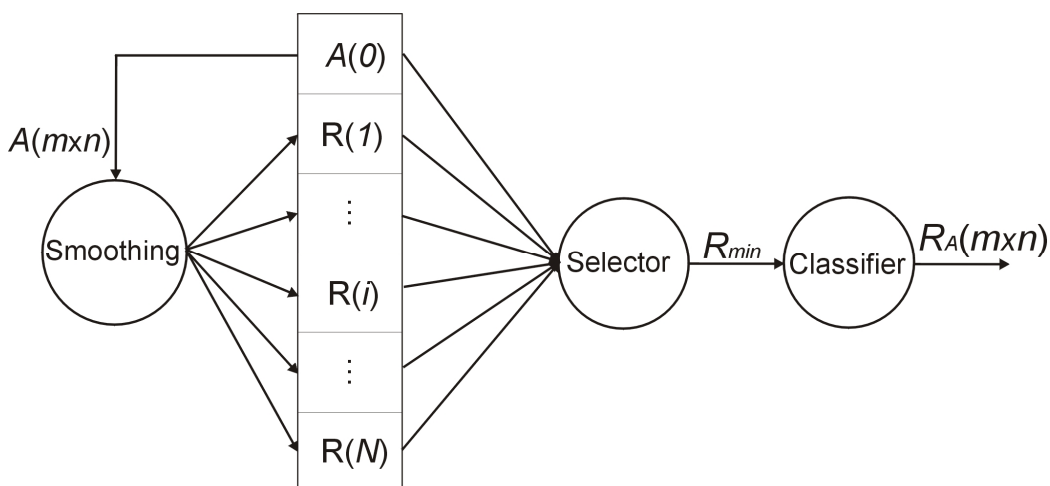 A(0)
A(mxn)
R(1)
⋮
Smoothing
R(i)
⋮
R(N)
Selector
Rmin
Classifier
RA(mxn)